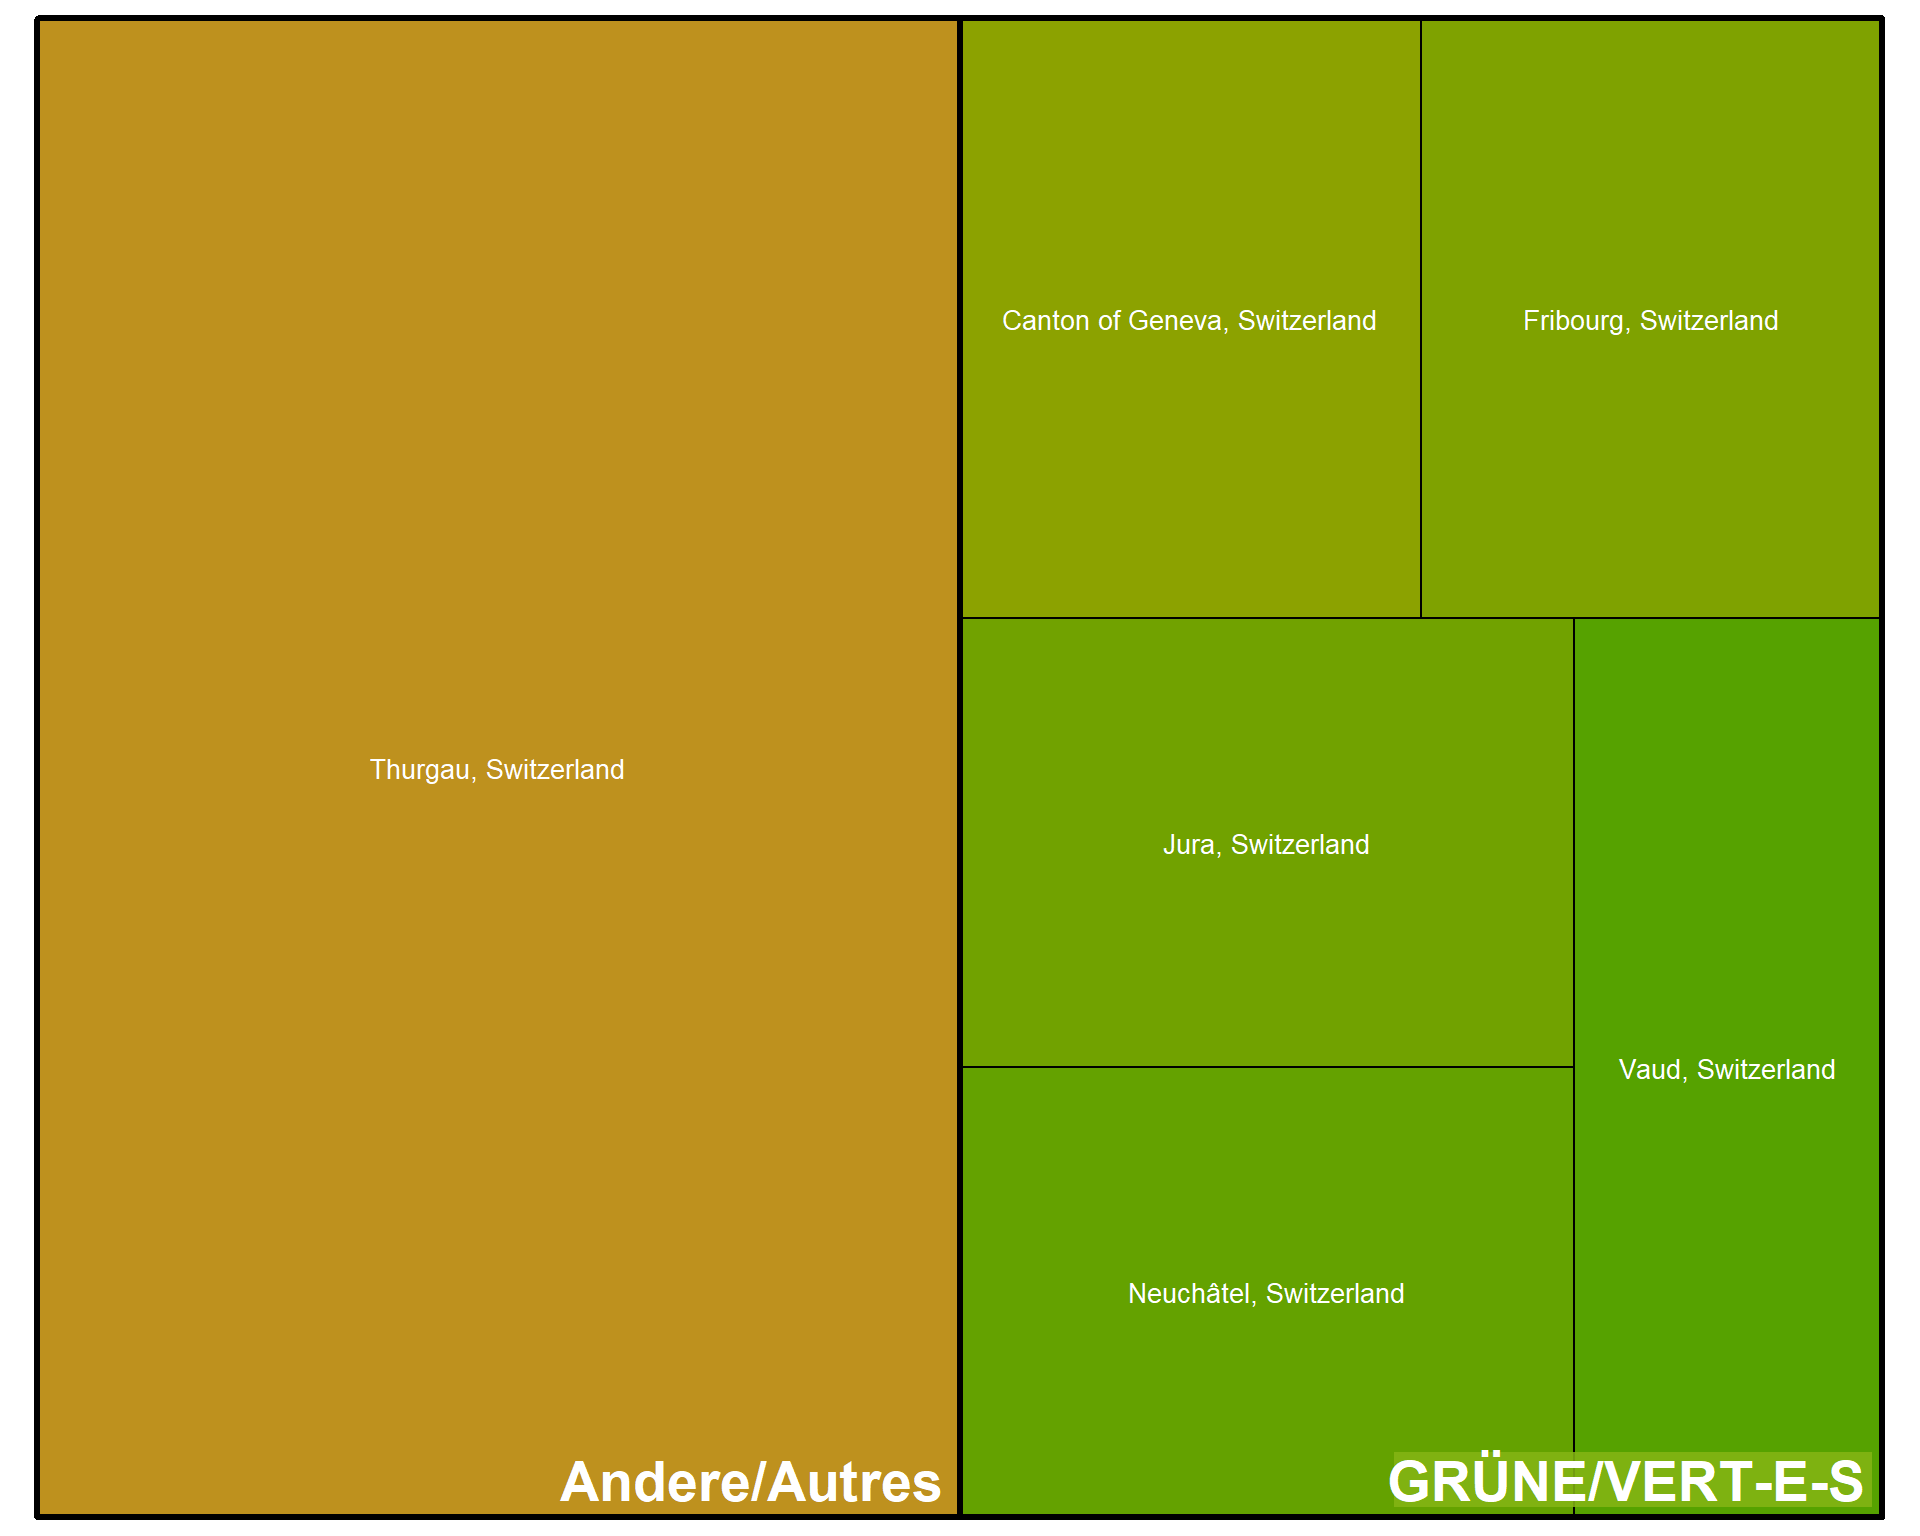 Thurgau, Switzerland
Andere/Autres
Canton of Geneva, Switzerland
Fribourg, Switzerland
Jura, Switzerland
Vaud, Switzerland
Neuchâtel, Switzerland
GRÜNE/VERT-E-S